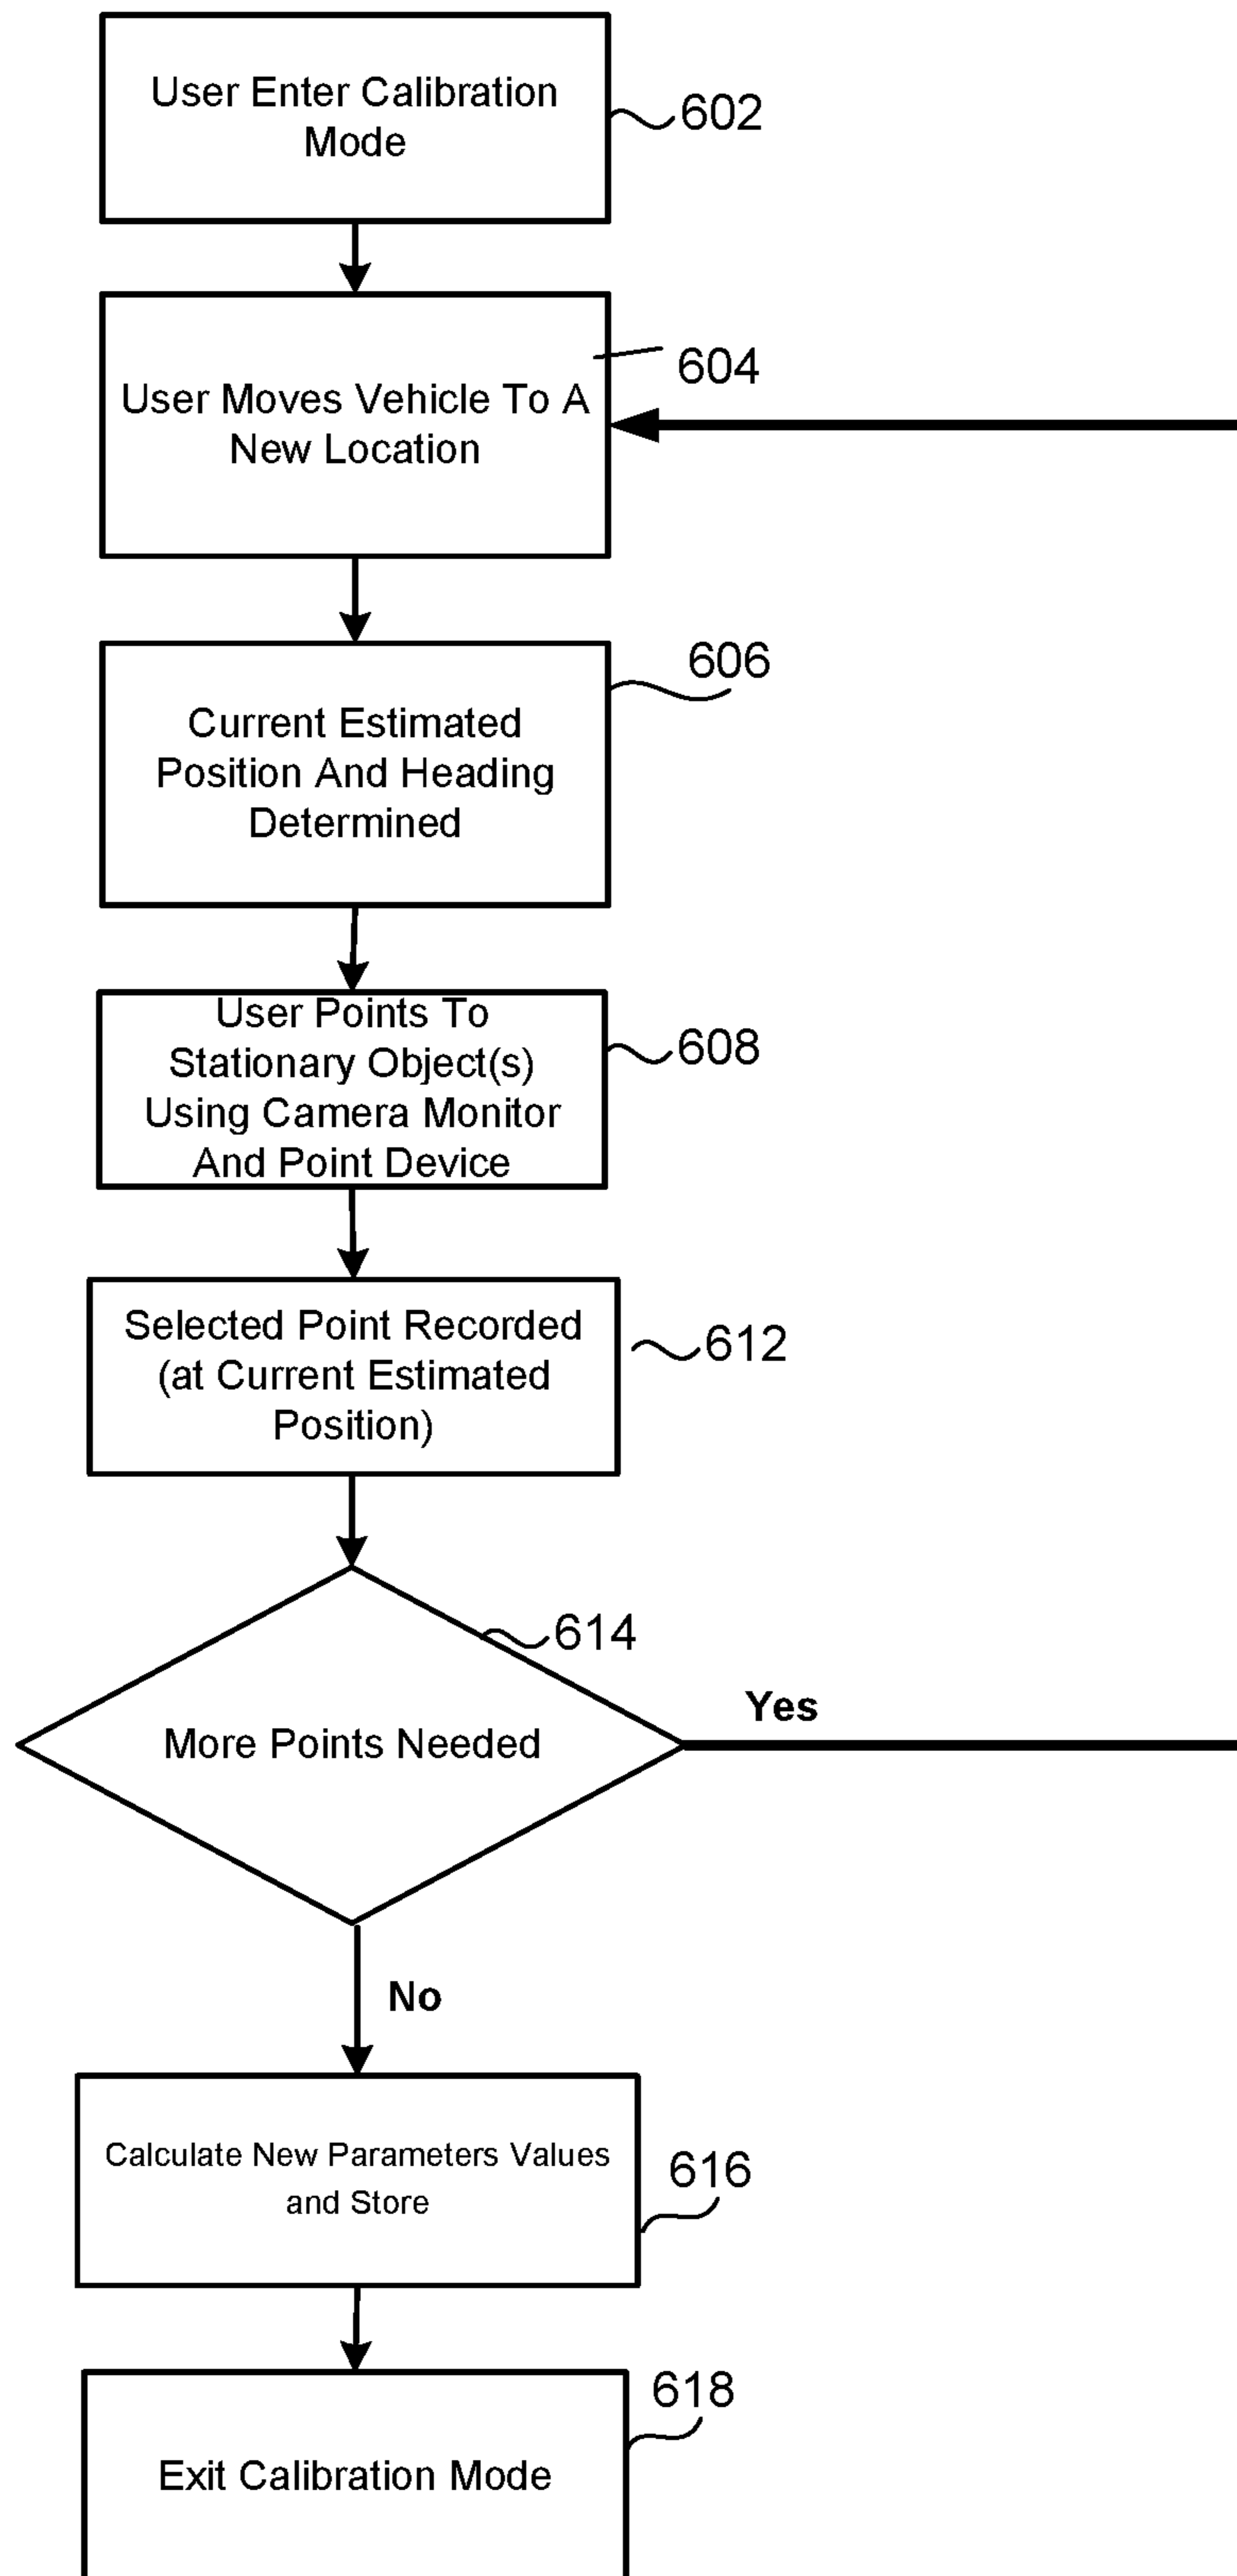 User Enter Calibration
Mode
602
604
User Moves Vehicle To A
New Location
606
Current Estimated
Position And Heading
Determined
User Points To
Stationary Object(s)
Using Camera Monitor
And Point Device
608
Selected Point Recorded
(at Current Estimated
Position)
612
614
More Points Needed
Yes
No
Calculate New Parameters Values
and Store
616
618
Exit Calibration Mode